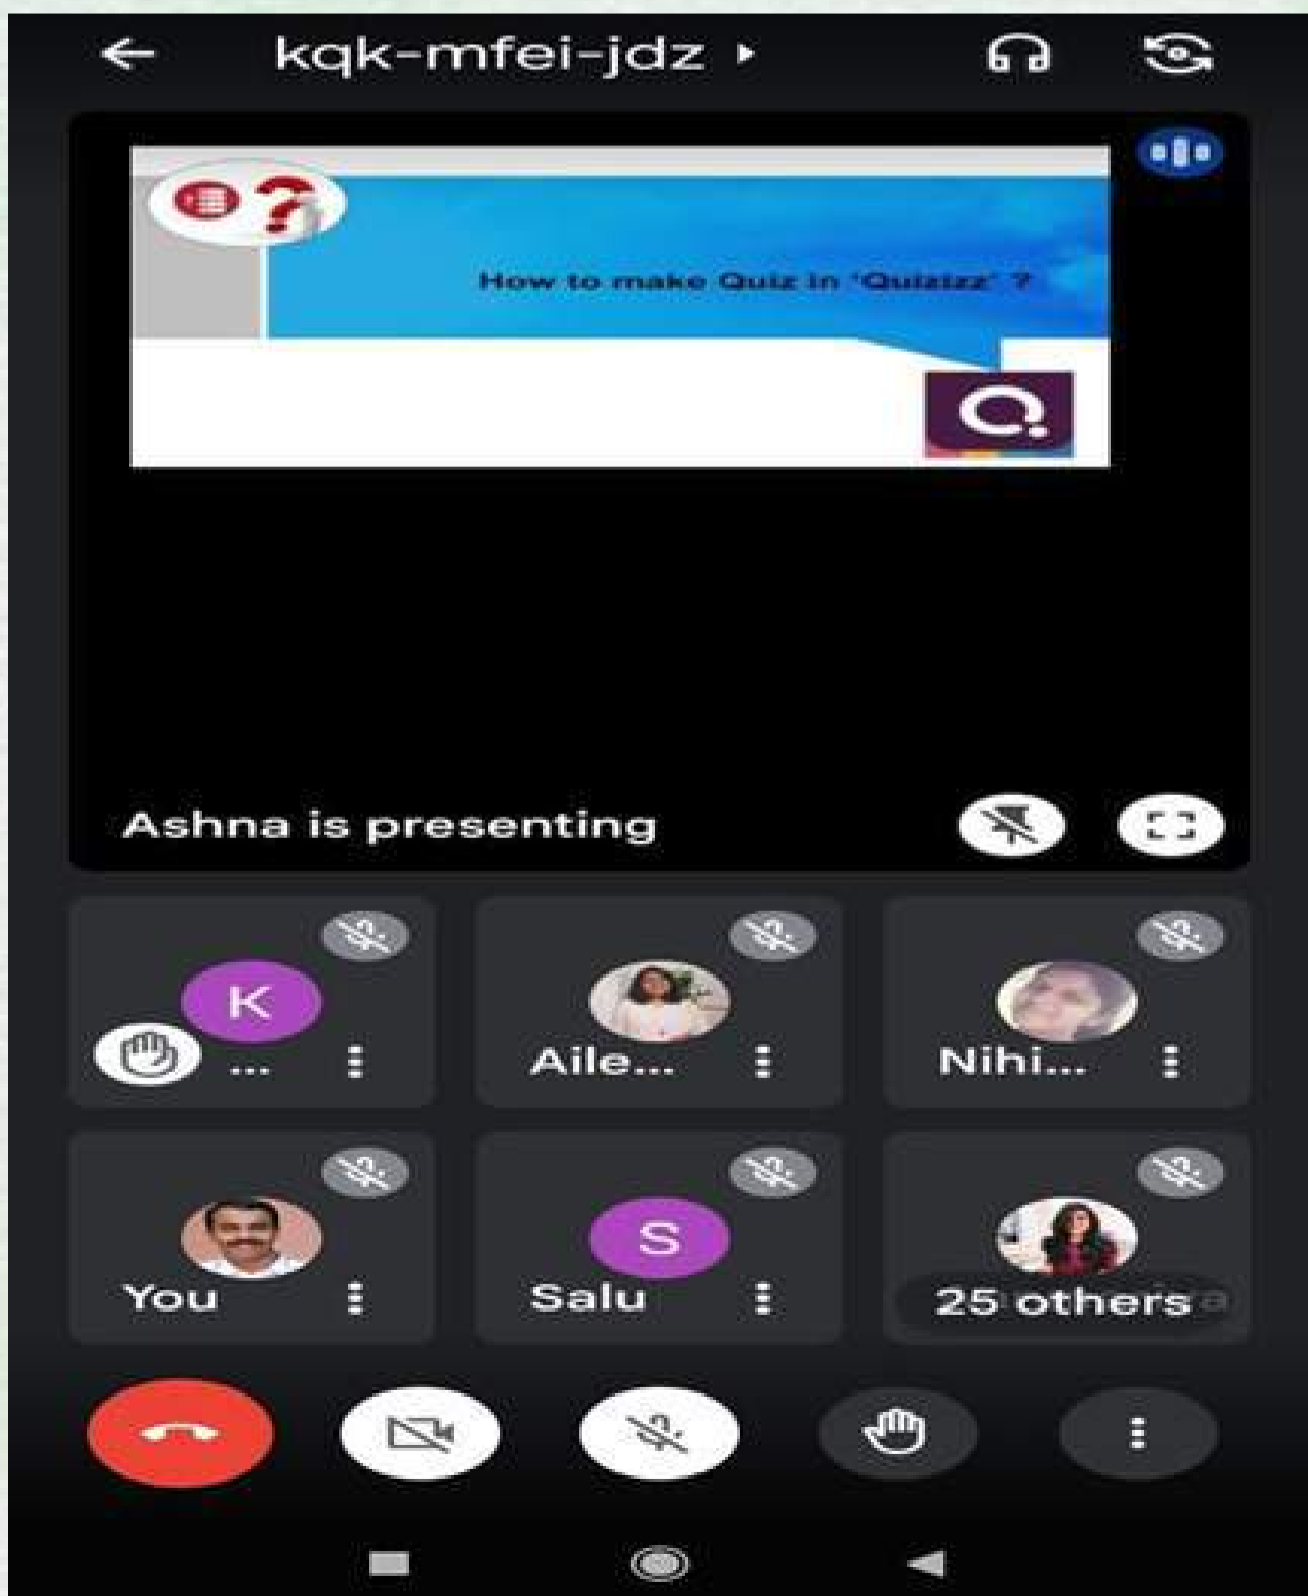 kqk-mfei-jdz
How to make Quiz in ‘Quizizz’ ?
Ashna is presenting
K
...
Aile...
Nihi...
You
S
Salu
25 others